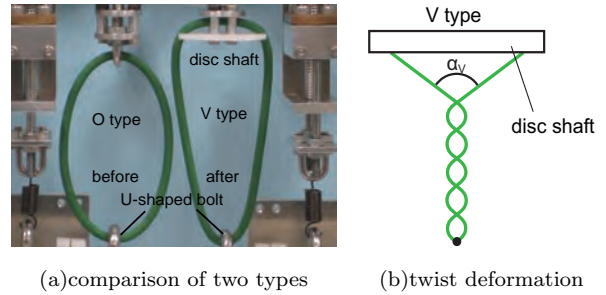 disc shaft
O type
V type
before
after
U-shaped bolt
(a)comparison of two types
V type
αV
disc shaft
(b)twist deformation